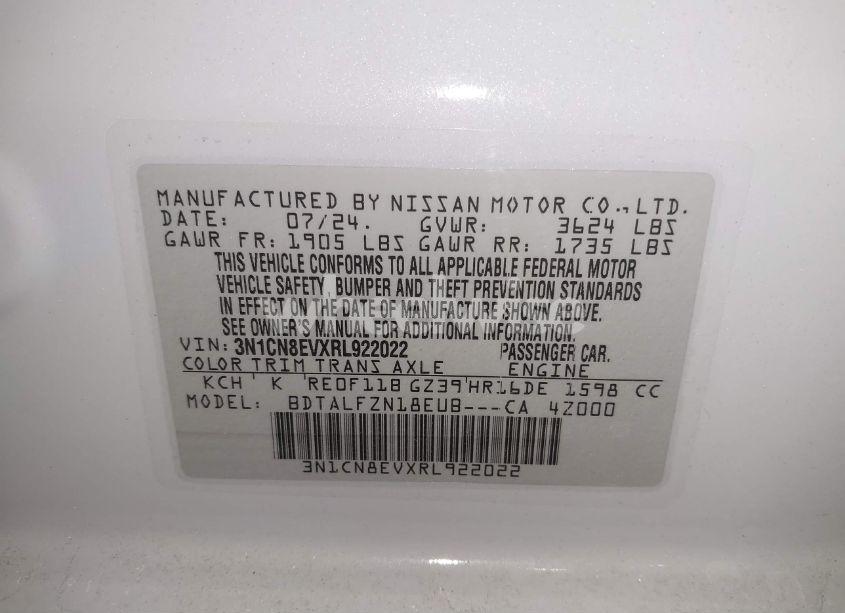 MANUFACTURED BY NISSAN MOTOR CO., LTD.
DATE: 07/24. GVWR: 3624 LBS
GAWR FR: 1905 LBS GAWR RR: 1735 LBS
THIS VEHICLE CONFORMS TO ALL APPLICABLE FEDERAL MOTOR
VEHICLE SAFETY, BUMPER AND THEFT PREVENTION STANDARDS
IN EFFECT ON THE DATE OF MANUFACTURE SHOWN ABOVE.
SEE OWNER'S MANUAL FOR ADDITIONAL INFORMATION.
VIN: 3N1CN8EVXRL922022 PASSENGER CAR.
COLOR TRIM TRANS AXLE ENGINE
KCH K RE0F11B GZ39 HR16DE 1598 CC
MODEL: BDTALFZN18EUB---CA 4Z000
3N1CN8EVXRL922022